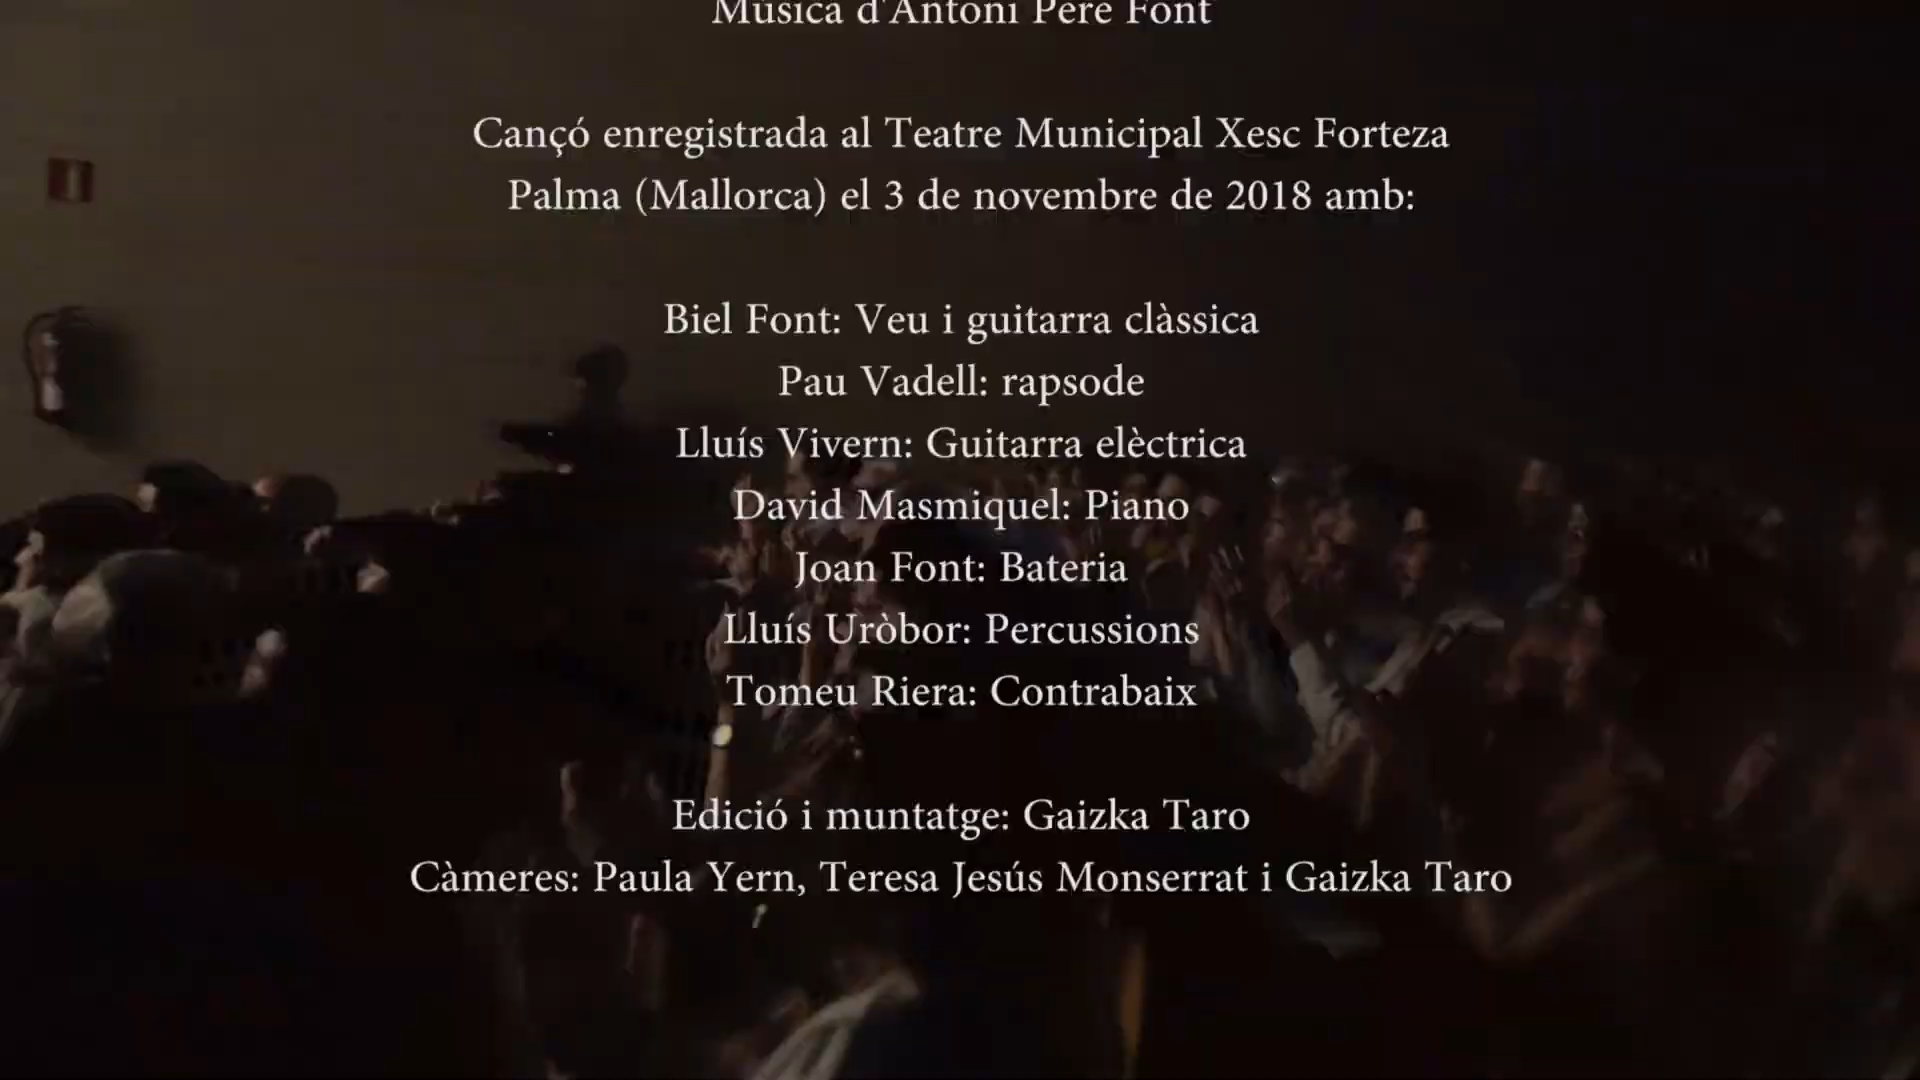 Música d'Antoni Pere Font
Cançó enregistrada al Teatre Municipal Xesc Forteza
Palma (Mallorca) el 3 de novembre de 2018 amb:
Biel Font: Veu i guitarra clàssica
Pau Vadell: rapsode
Lluís Vivern: Guitarra elèctrica
David Masmiquel: Piano
Joan Font: Bateria
Lluís Uròbor: Percussions
Tomeu Riera: Contrabaix
Edició i muntatge: Gaizka Taro
Càmeres: Paula Yern, Teresa Jesús Monserrat i Gaizka Taro